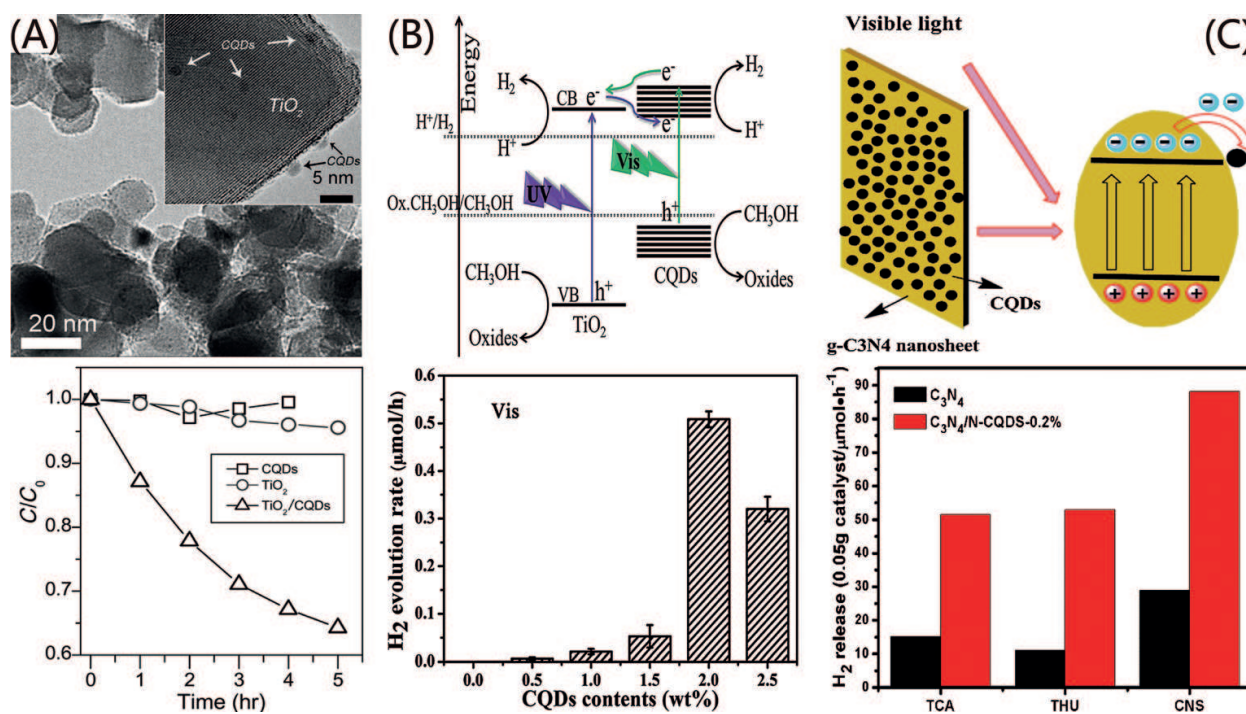 (A)
CQDs
TiO2
CQDs
5 nm
20 nm
C/C0
1.0
0.9
0.8
0.7
0.6
CQDs
TiO2
TiO2/CQDs
0 1 2 3 4 5
Time (hr)
(B)
Energy
H2
CB
e-
e-
e-
H2
H+/H2
H+
H+
Vis
UV
Ox.CH3OH/CH3OH
h+
CH3OH
CH3OH
CQDs
Oxides
VB
h+
Oxides
TiO2
H2 evolution rate (μmol/h)
0.6
0.5
0.4
0.3
0.2
0.1
0.0
Vis
0.0 0.5 1.0 1.5 2.0 2.5
CQDs contents (wt%)
Visible light
(C)
CQDs
g-C3N4 nanosheet
H2 release (0.05g catalyst/μmol•h-1)
90
80
70
60
50
40
30
20
10
0
C3N4
C3N4/N-CQDS-0.2%
TCA THU CNS